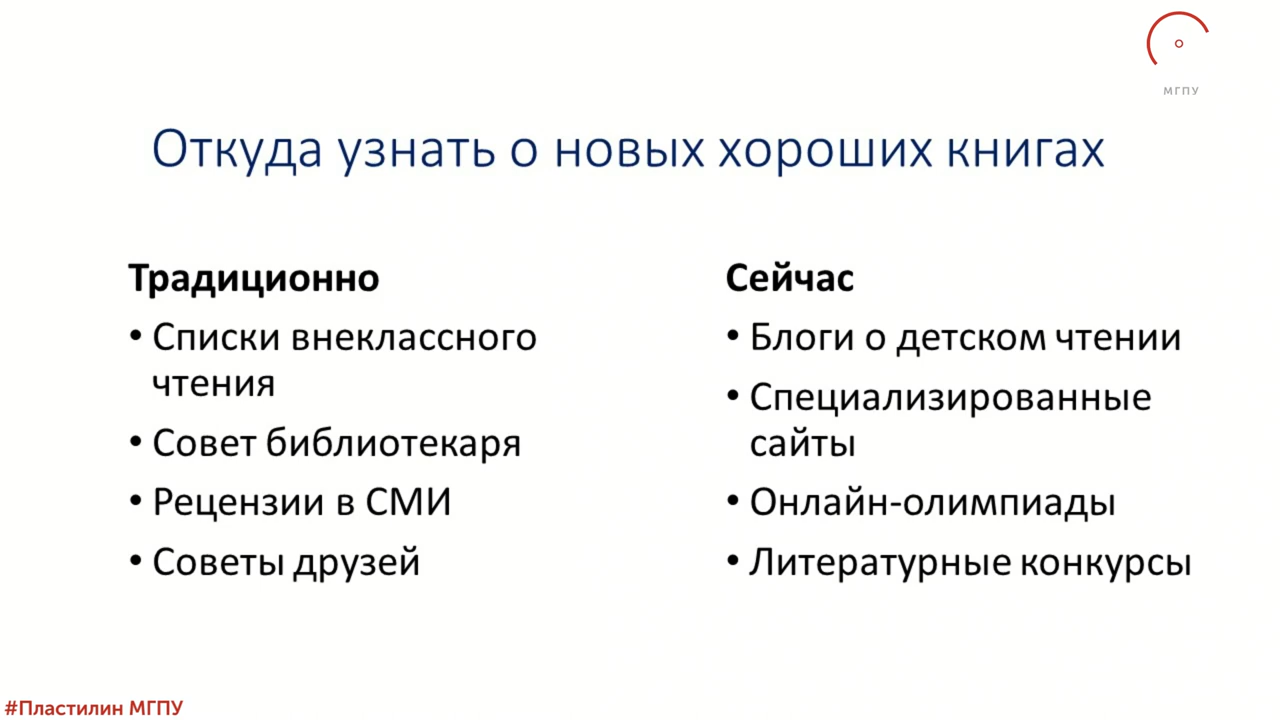 МГПУ
Откуда узнать о новых хороших книгах
Традиционно
• Списки внеклассного
чтения
• Совет библиотекаря
• Рецензии в СМИ
• Советы друзей
Сейчас
• Блоги о детском чтении
• Специализированные
сайты
• Онлайн-олимпиады
• Литературные конкурсы
#Пластилин МГПУ